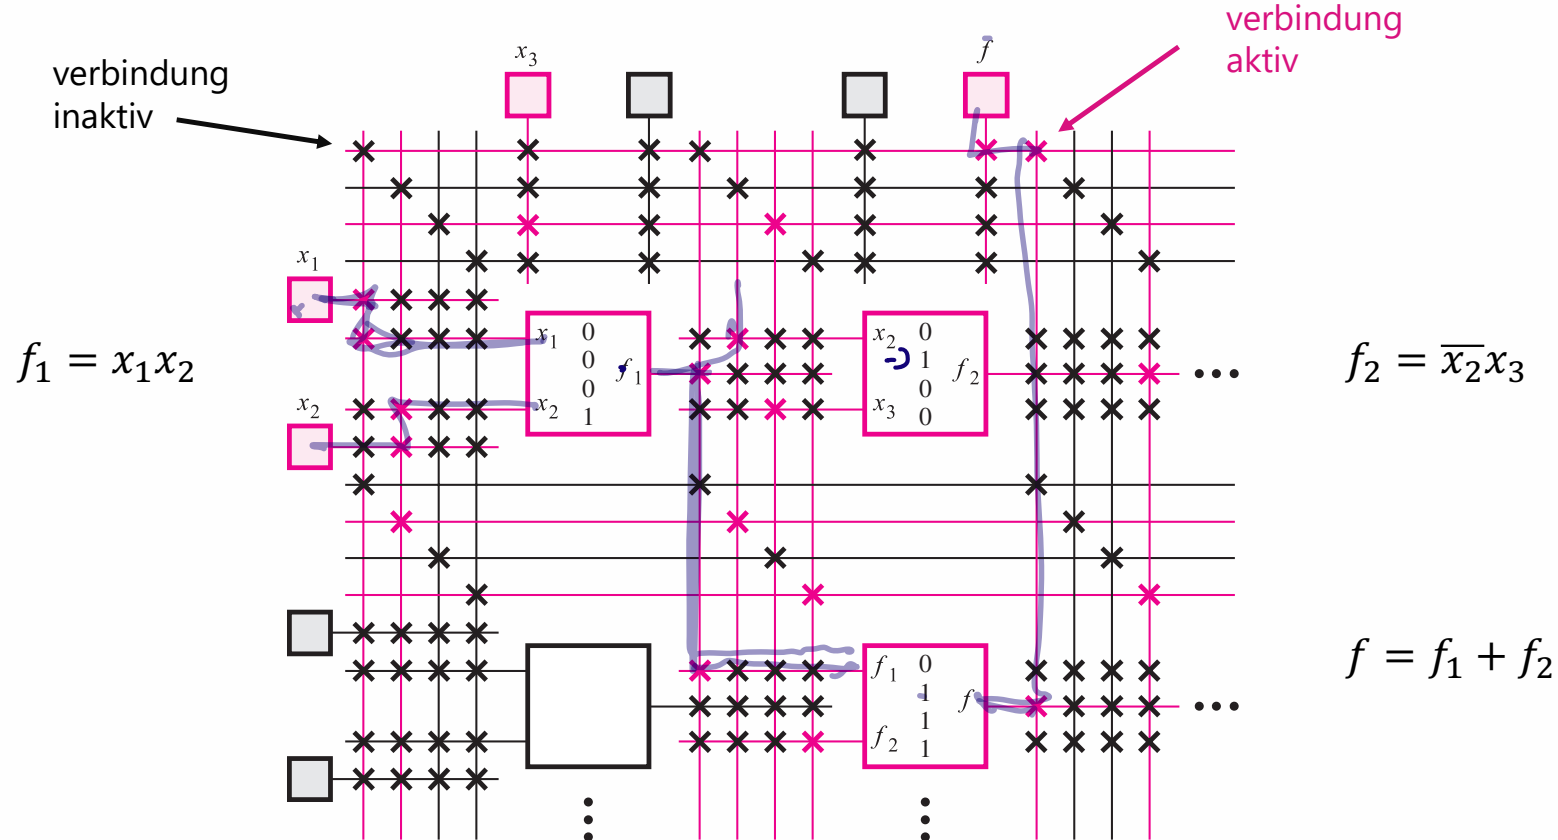 verbindung
aktiv
x₃
f
verbindung
inaktiv
x₁
x₁ 0
0
f₁
0
x₂ 1
x₂ 0
1
f₂
0
x₃ 0
f₁ = x₁x₂
f₂ = x̅₂x₃
x₂
f₁ 0
1
f
1
f₂ 1
f = f₁ + f₂